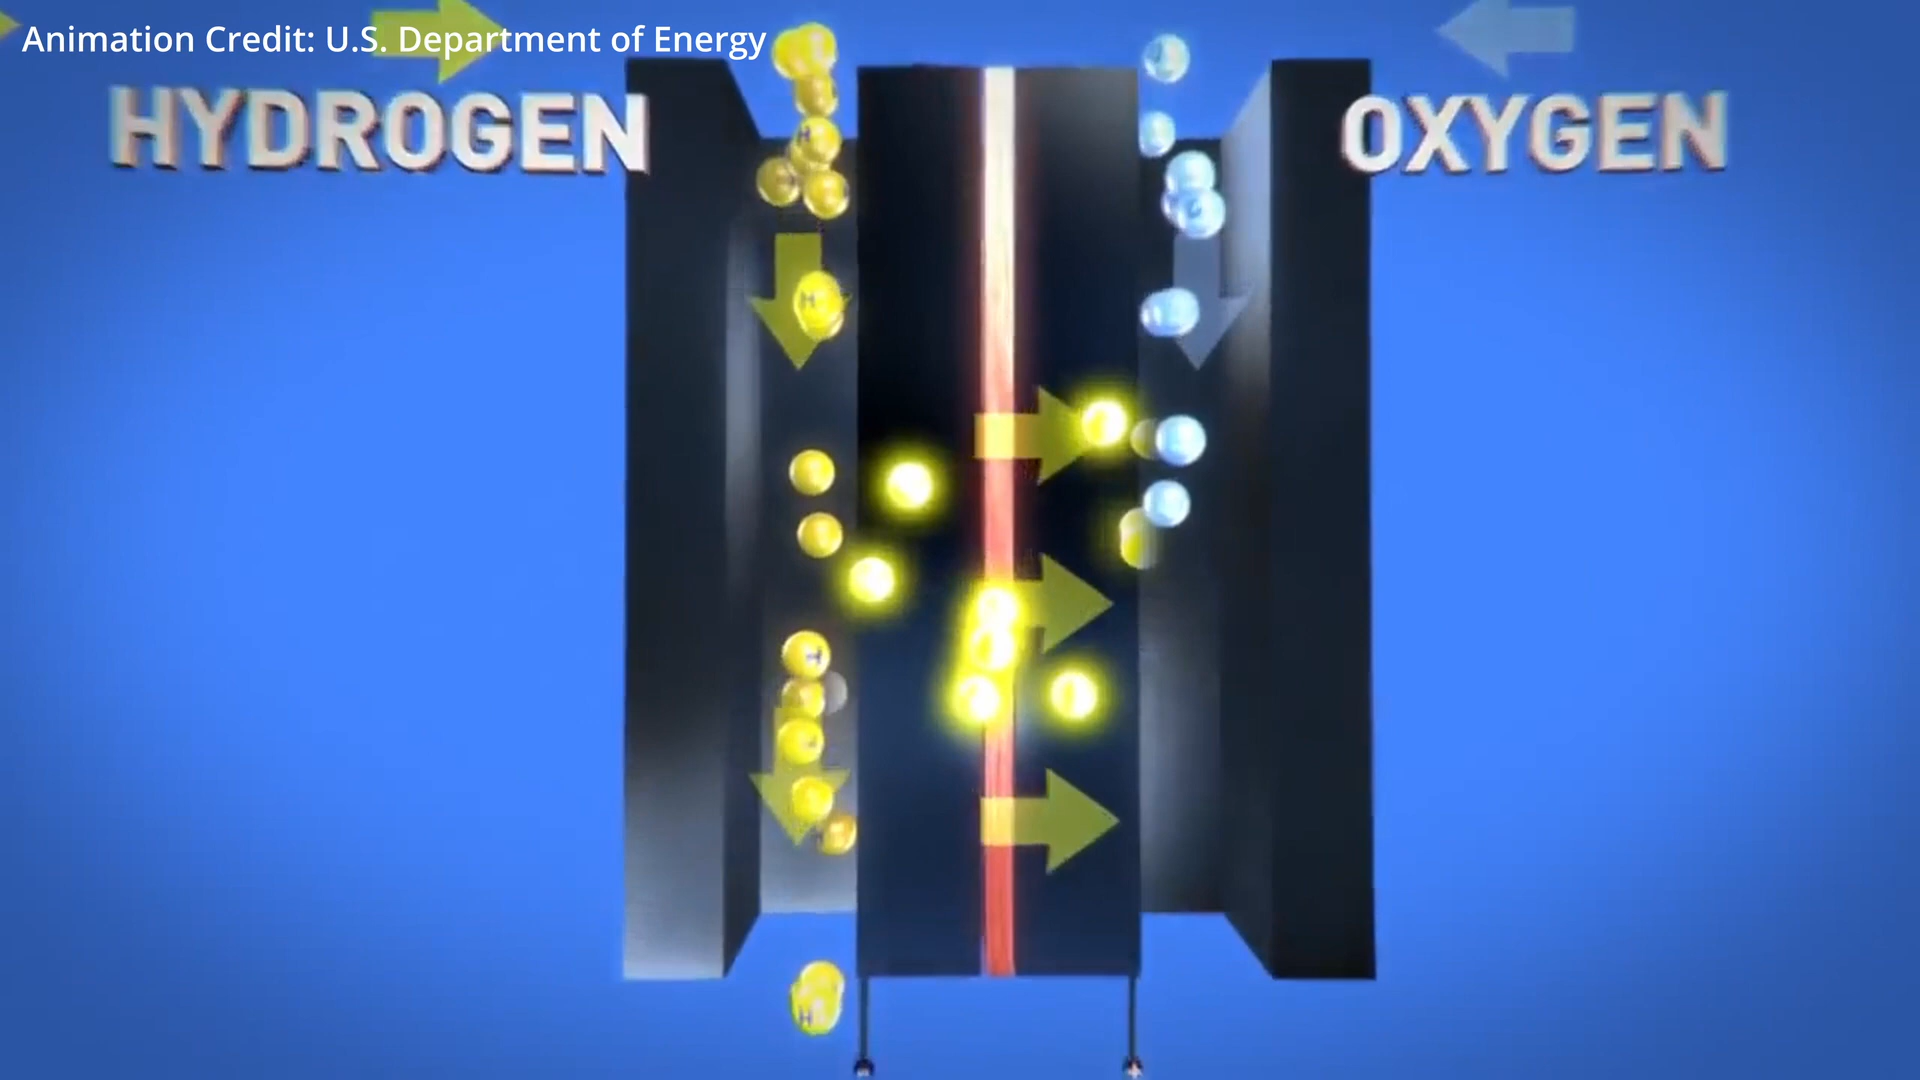 Animation Credit: U.S. Department of Energy
HYDROGEN
OXYGEN
H
H
H
H